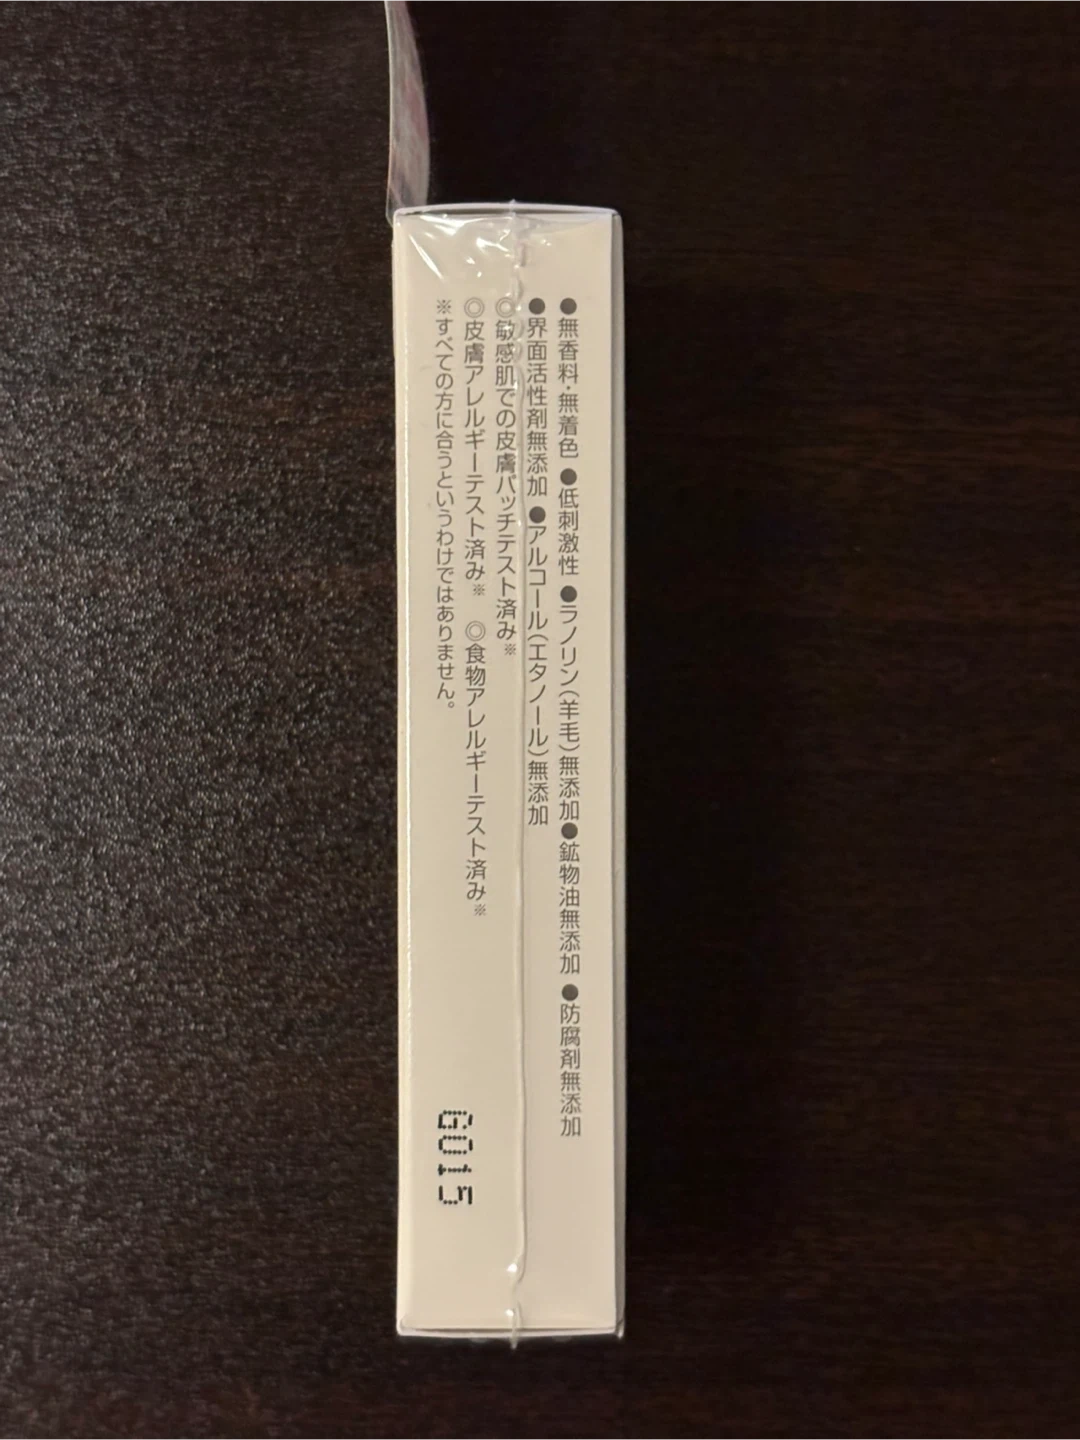 ●無香料・無着色 ●低刺激性 ●ラノリン(羊毛)無添加●鉱物油無添加 ●防腐剤無添加
●界面活性剤無添加 ●アルコール(エタノール)無添加
◎敏感肌での皮膚パッチテスト済み※
◎皮膚アレルギーテスト済み※ ◎食物アレルギーテスト済み※
※すべての方に合うというわけではありません。
G015